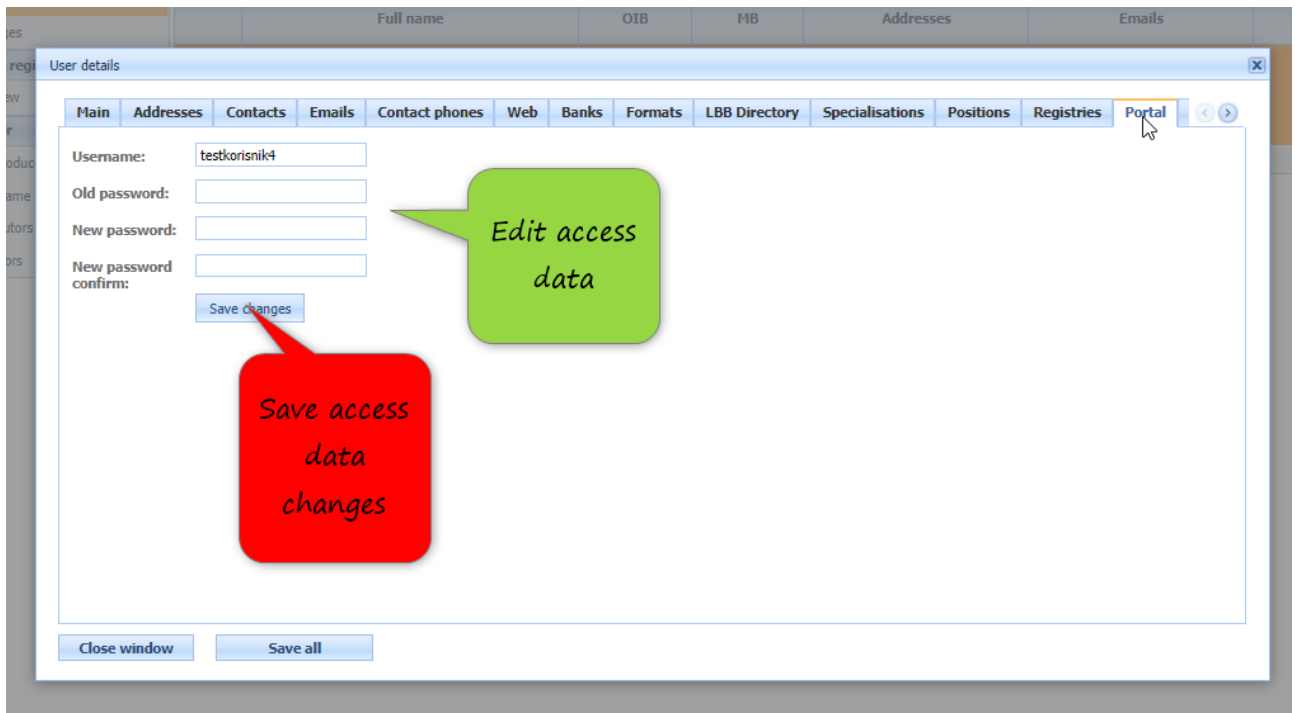 Full name OIB MB Addresses Emails
User details
Main Addresses Contacts Emails Contact phones Web Banks Formats LBB Directory Specialisations Positions Registries Portal
Username: testkorisnik4
Old password:
New password:
New password
confirm:
Save changes
Edit access
data
Save access
data
changes
Close window Save all